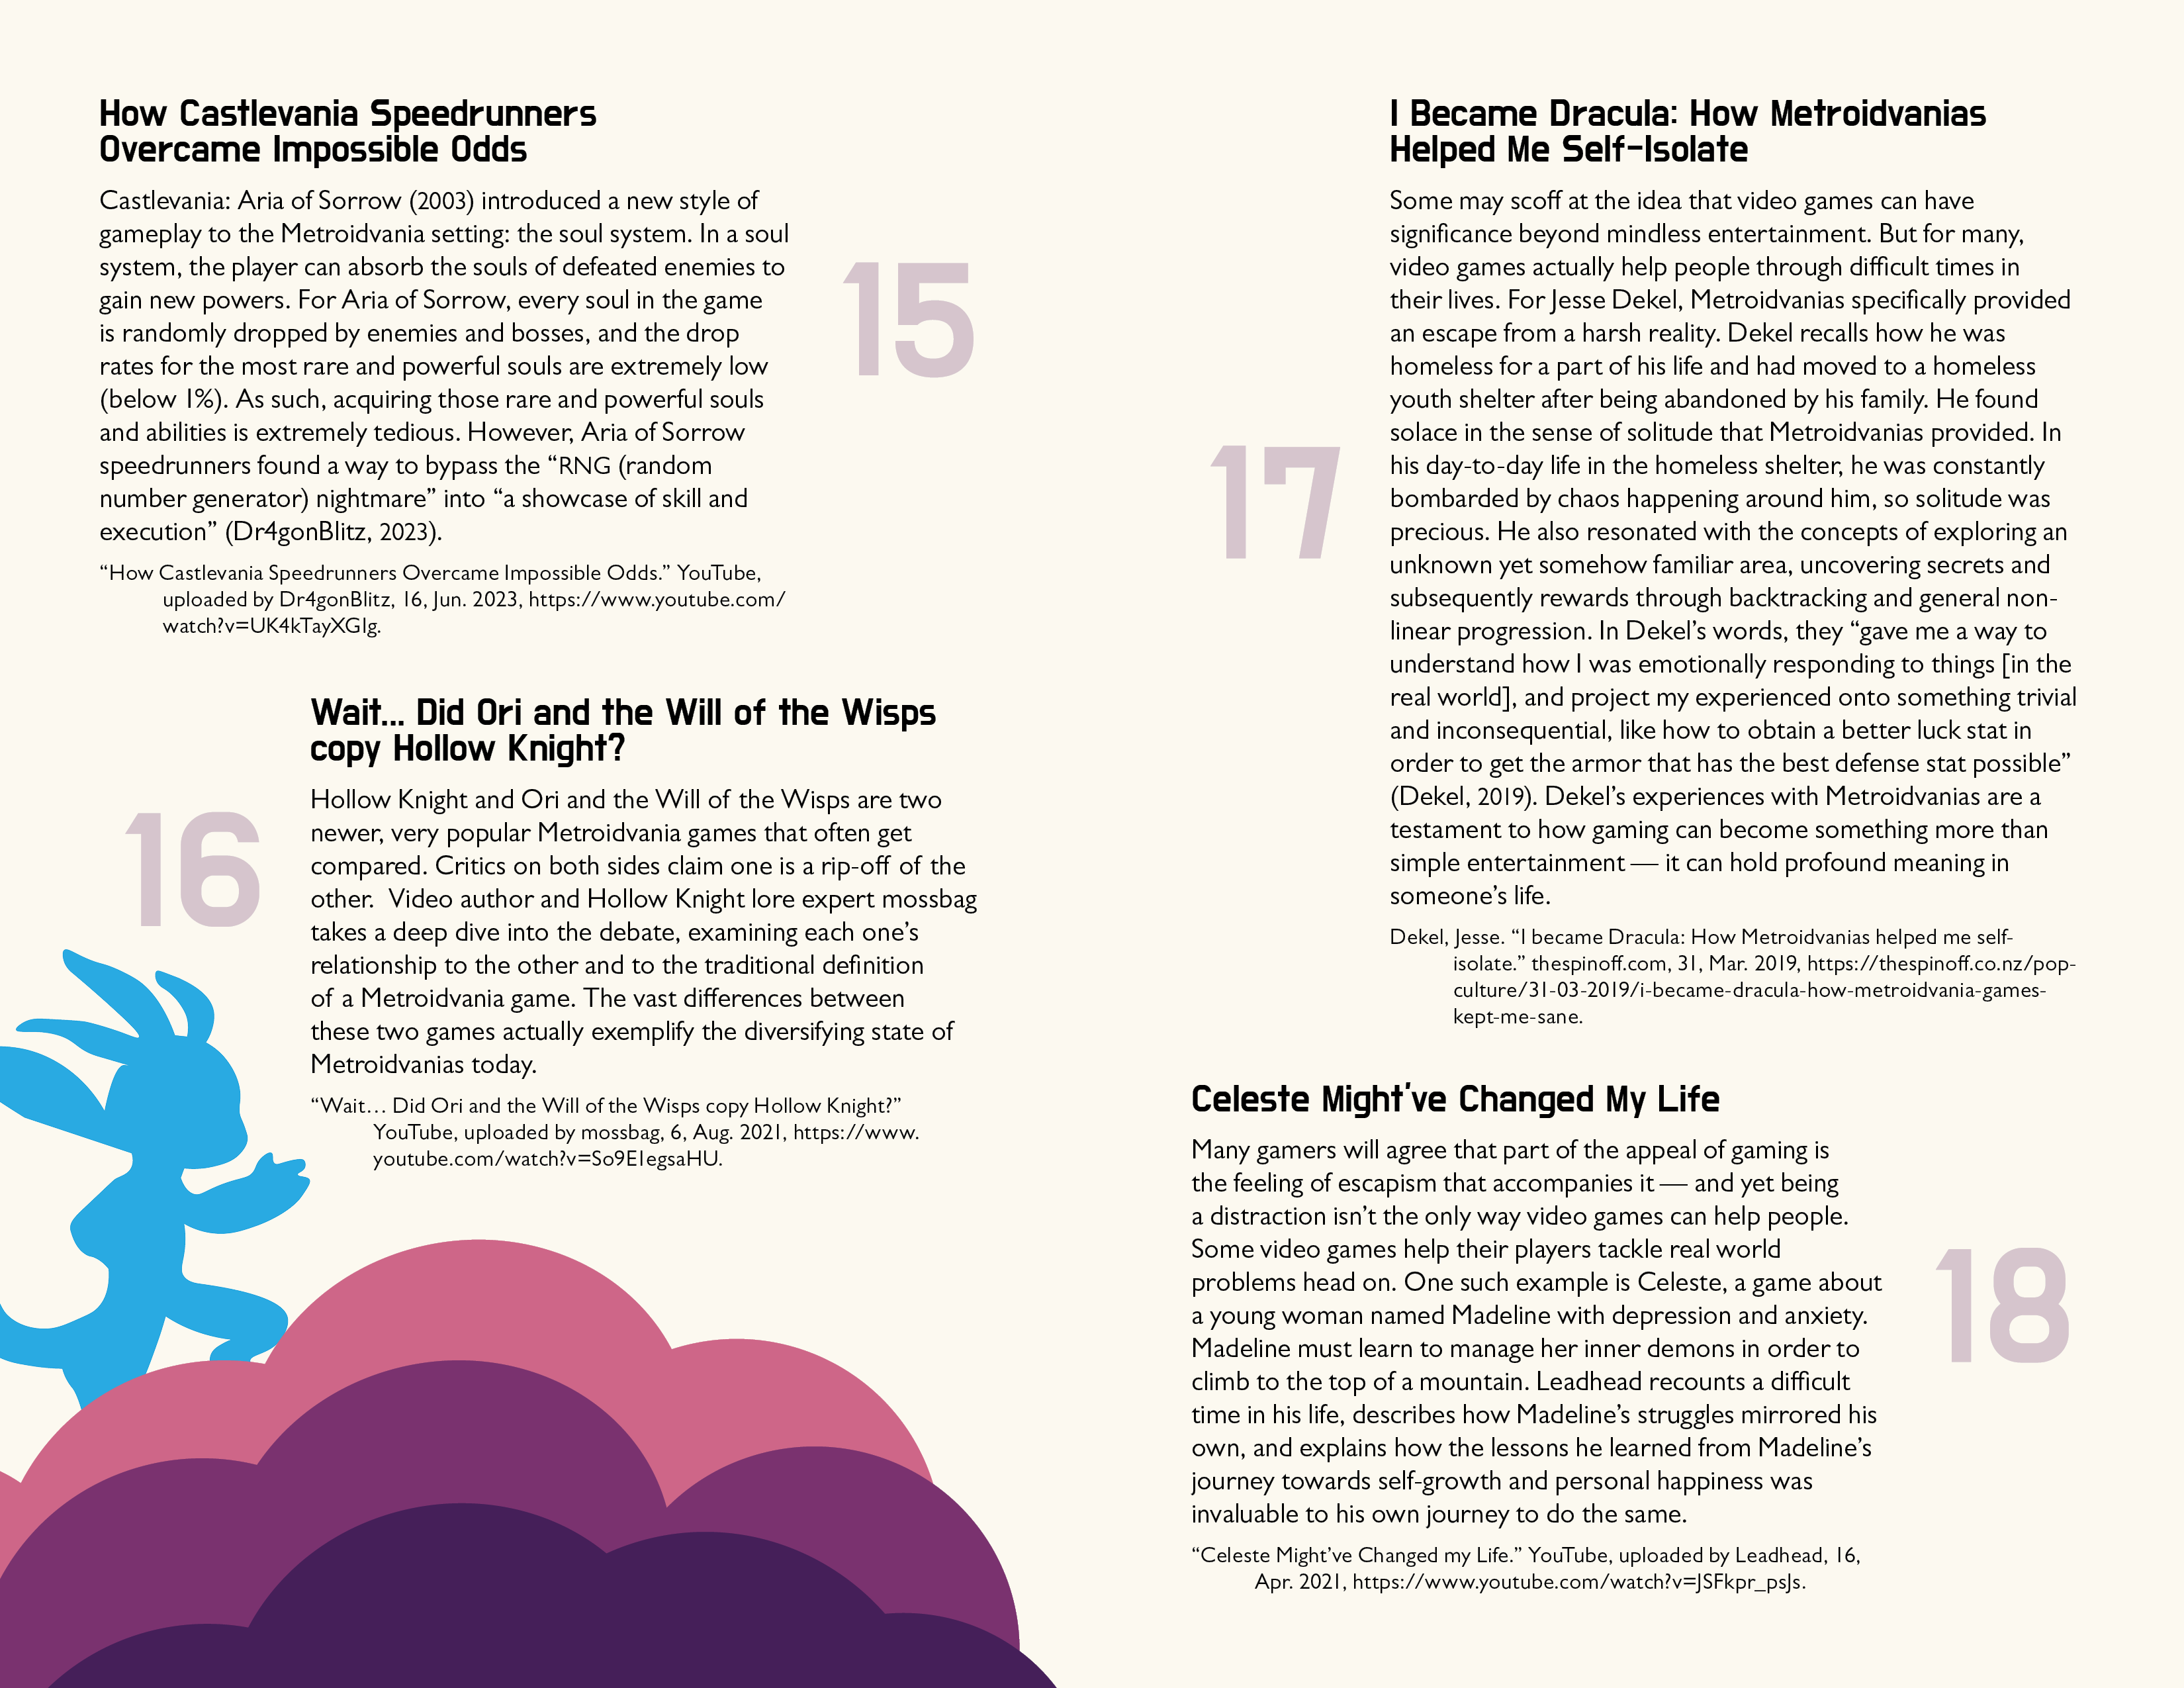 How Castlevania Speedrunners
Overcame Impossible Odds
Castlevania: Aria of Sorrow (2003) introduced a new style of
gameplay to the Metroidvania setting: the soul system. In a soul
system, the player can absorb the souls of defeated enemies to
gain new powers. For Aria of Sorrow, every soul in the game
is randomly dropped by enemies and bosses, and the drop
rates for the most rare and powerful souls are extremely low
(below 1%). As such, acquiring those rare and powerful souls
and abilities is extremely tedious. However, Aria of Sorrow
speedrunners found a way to bypass the “RNG (random
number generator) nightmare” into “a showcase of skill and
execution” (Dr4gonBlitz, 2023).
“How Castlevania Speedrunners Overcame Impossible Odds.” YouTube,
uploaded by Dr4gonBlitz, 16, Jun. 2023, https://www.youtube.com/
watch?v=UK4kTayXGIg.
15
Wait... Did Ori and the Will of the Wisps
copy Hollow Knight?
Hollow Knight and Ori and the Will of the Wisps are two
newer, very popular Metroidvania games that often get
compared. Critics on both sides claim one is a rip-off of the
other.  Video author and Hollow Knight lore expert mossbag
takes a deep dive into the debate, examining each one’s
relationship to the other and to the traditional definition
of a Metroidvania game. The vast differences between
these two games actually exemplify the diversifying state of
Metroidvanias today.
“Wait… Did Ori and the Will of the Wisps copy Hollow Knight?”
YouTube, uploaded by mossbag, 6, Aug. 2021, https://www.
youtube.com/watch?v=So9EIegsaHU.
16
I Became Dracula: How Metroidvanias
Helped Me Self-Isolate
Some may scoff at the idea that video games can have
significance beyond mindless entertainment. But for many,
video games actually help people through difficult times in
their lives. For Jesse Dekel, Metroidvanias specifically provided
an escape from a harsh reality. Dekel recalls how he was
homeless for a part of his life and had moved to a homeless
youth shelter after being abandoned by his family. He found
solace in the sense of solitude that Metroidvanias provided. In
his day-to-day life in the homeless shelter, he was constantly
bombarded by chaos happening around him, so solitude was
precious. He also resonated with the concepts of exploring an
unknown yet somehow familiar area, uncovering secrets and
subsequently rewards through backtracking and general non-
linear progression. In Dekel’s words, they “gave me a way to
understand how I was emotionally responding to things [in the
real world], and project my experienced onto something trivial
and inconsequential, like how to obtain a better luck stat in
order to get the armor that has the best defense stat possible”
(Dekel, 2019). Dekel’s experiences with Metroidvanias are a
testament to how gaming can become something more than
simple entertainment — it can hold profound meaning in
someone’s life.
Dekel, Jesse. “I became Dracula: How Metroidvanias helped me self-
isolate.” thespinoff.com, 31, Mar. 2019, https://thespinoff.co.nz/pop-
culture/31-03-2019/i-became-dracula-how-metroidvania-games-
kept-me-sane.
17
Celeste Might've Changed My Life
Many gamers will agree that part of the appeal of gaming is
the feeling of escapism that accompanies it — and yet being
a distraction isn’t the only way video games can help people.
Some video games help their players tackle real world
problems head on. One such example is Celeste, a game about
a young woman named Madeline with depression and anxiety.
Madeline must learn to manage her inner demons in order to
climb to the top of a mountain. Leadhead recounts a difficult
time in his life, describes how Madeline’s struggles mirrored his
own, and explains how the lessons he learned from Madeline’s
journey towards self-growth and personal happiness was
invaluable to his own journey to do the same.
“Celeste Might’ve Changed my Life.” YouTube, uploaded by Leadhead, 16,
Apr. 2021, https://www.youtube.com/watch?v=JSFkpr_psJs.
18